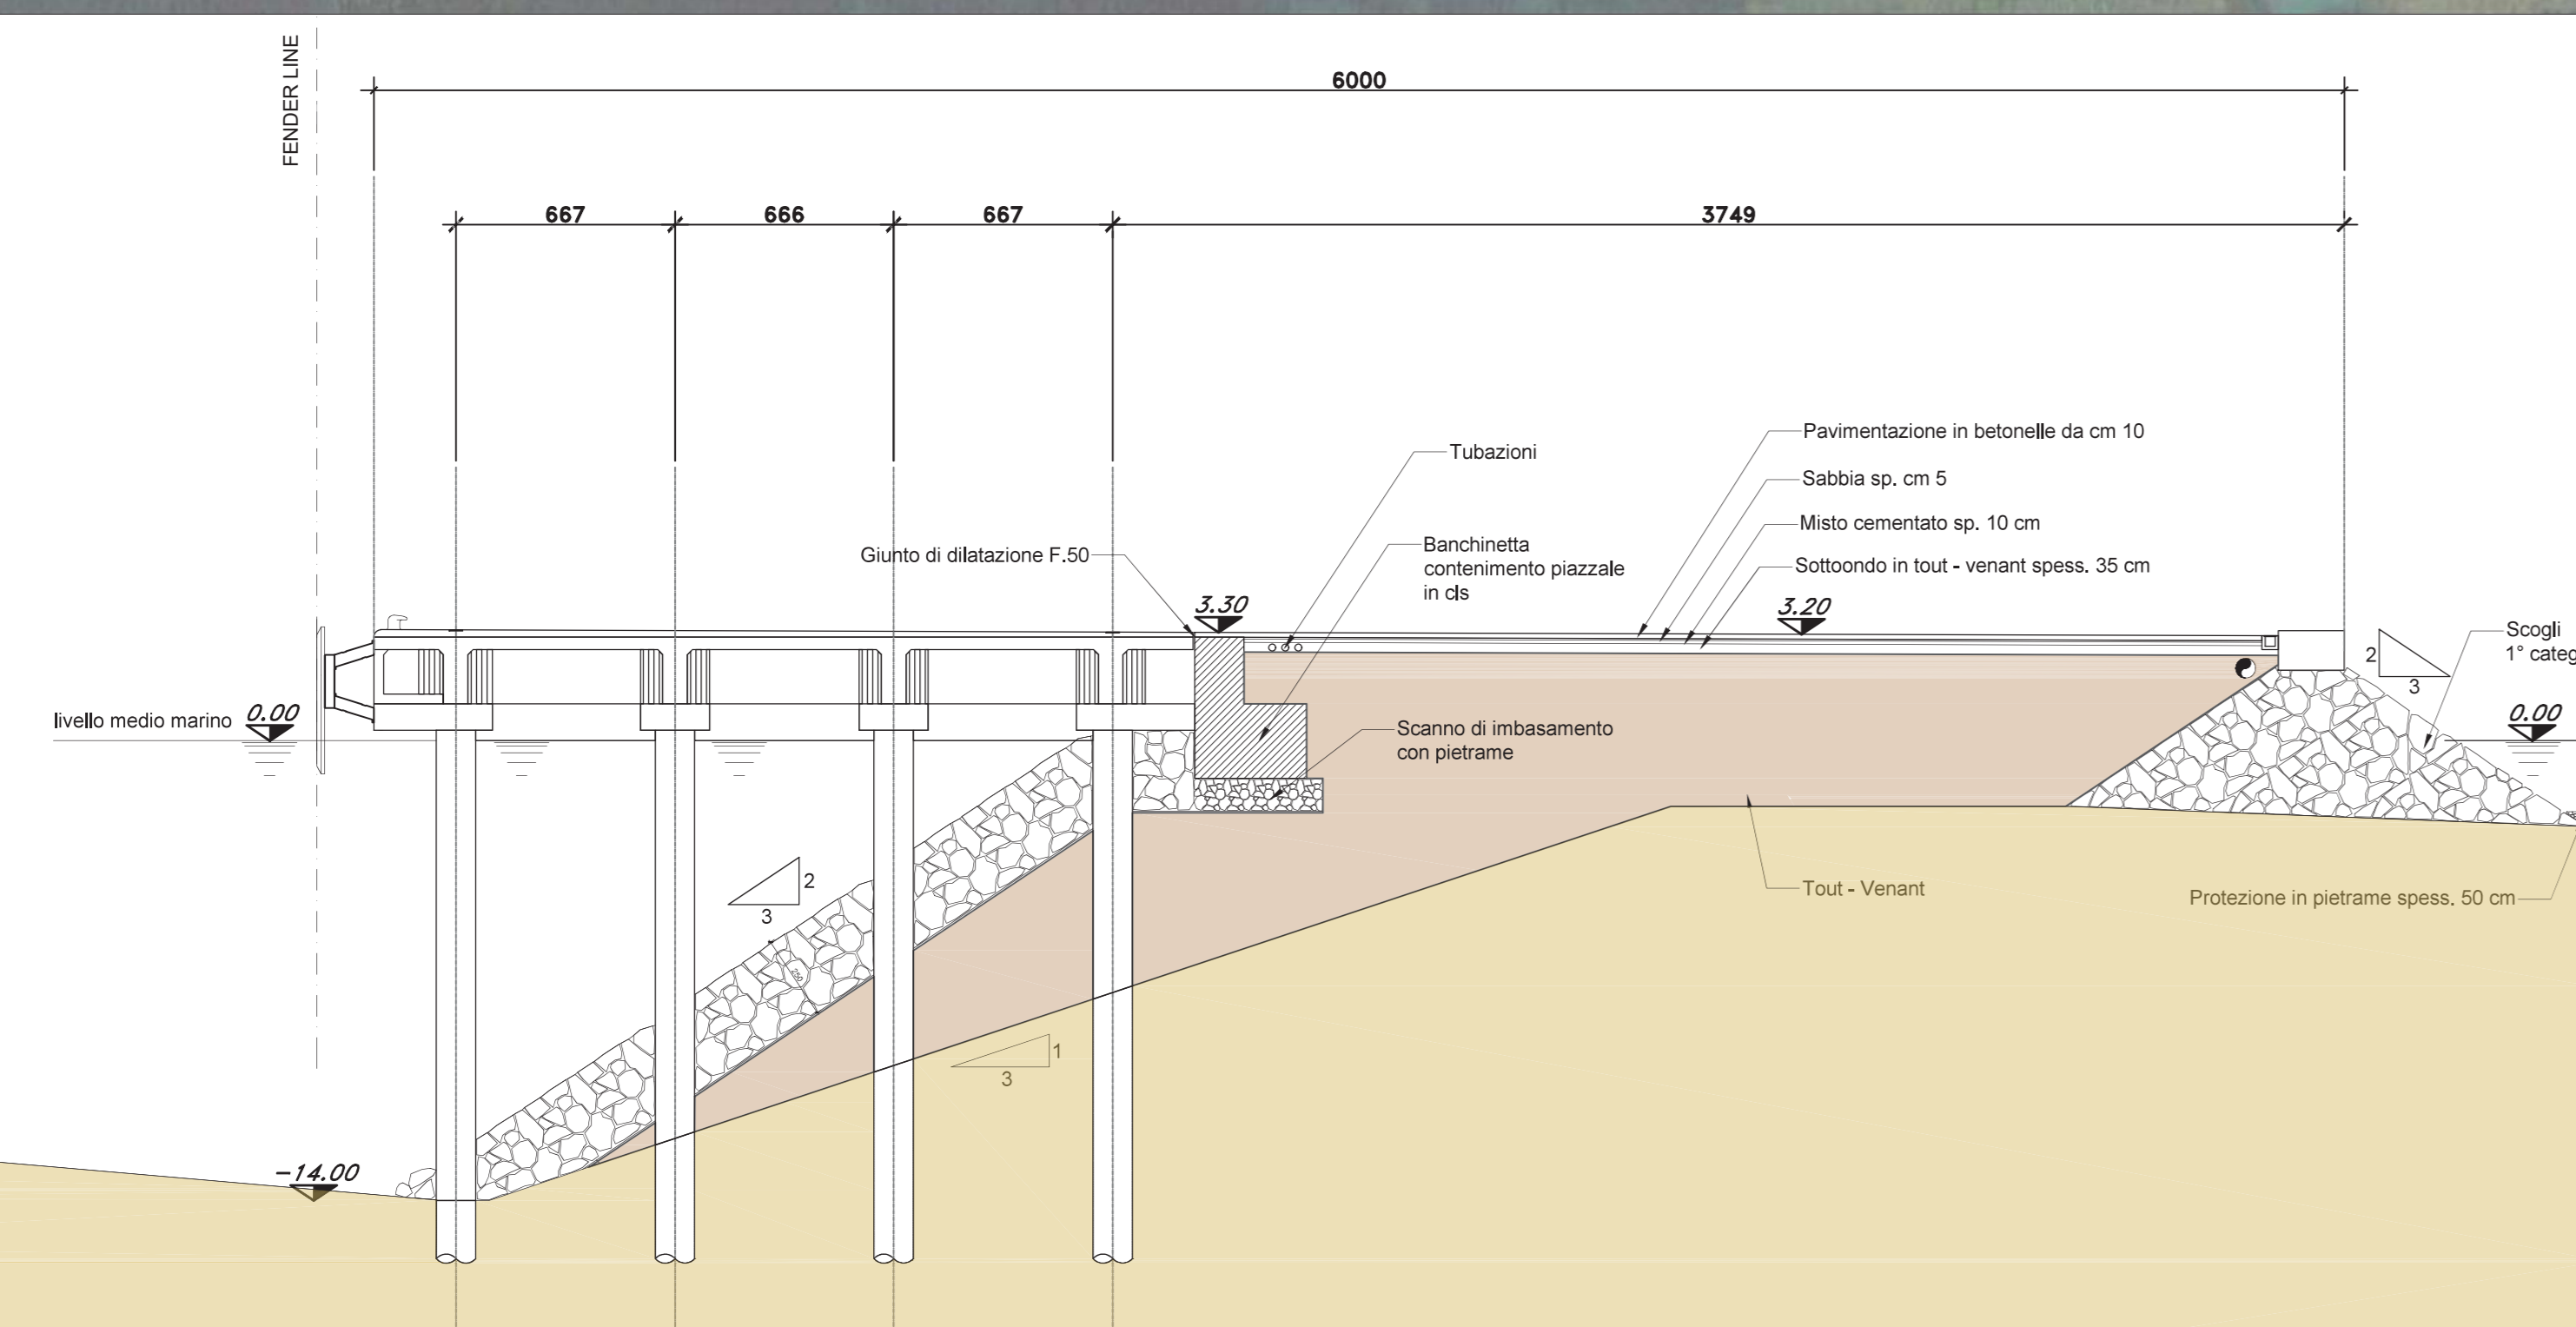 FENDER LINE
6000
667
666
667
3749
Pavimentazione in betonelle da cm 10
Tubazioni
Sabbia sp. cm 5
Misto cementato sp. 10 cm
Banchinetta
contenimento piazzale
in cls
Giunto di dilatazione F.50
Sottoondo in tout - venant spess. 35 cm
3.30
3.20
Scogli
1° categ
2
3
livello medio marino
0.00
0.00
Scanno di imbasamento
con pietrame
2
3
Tout - Venant
Protezione in pietrame spess. 50 cm
250
1
3
-14.00